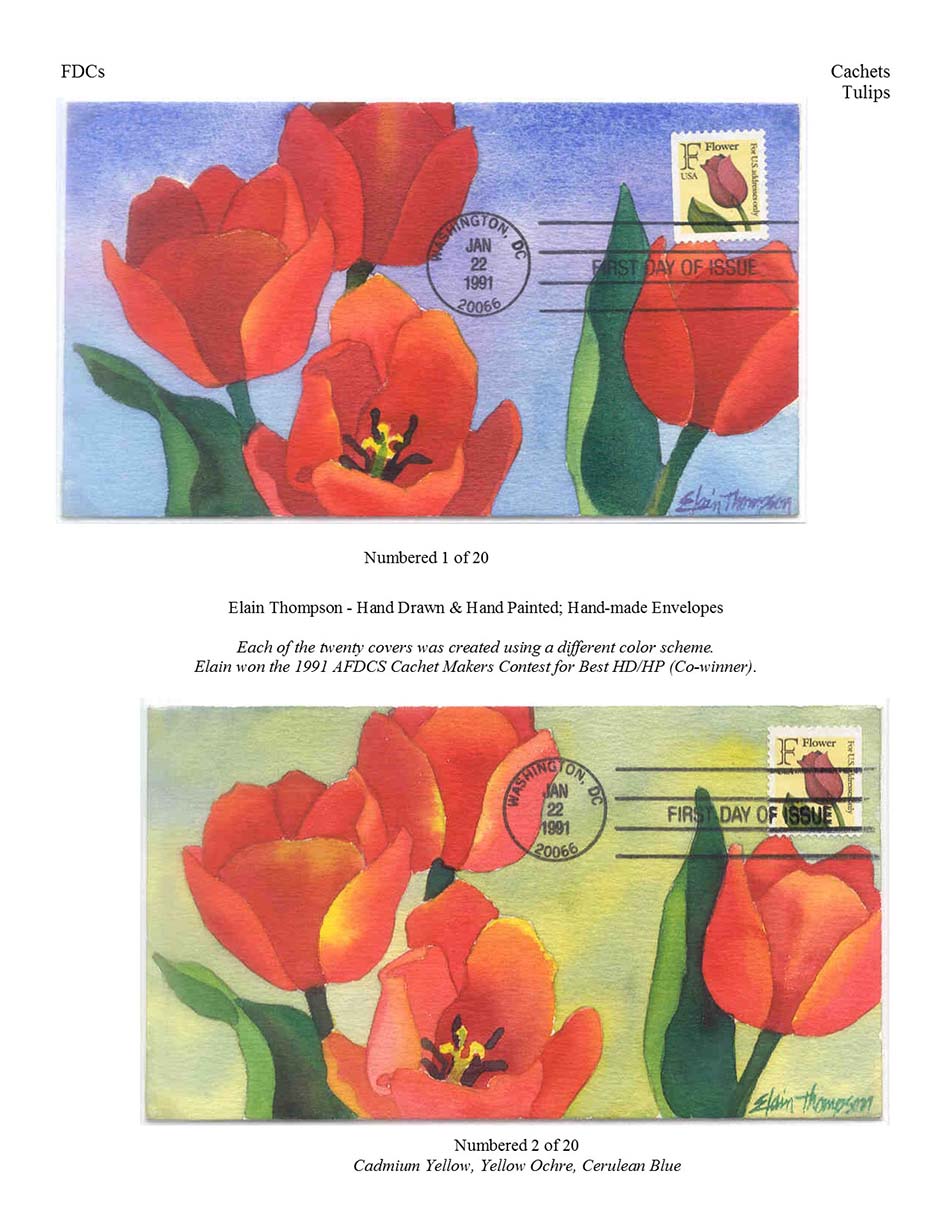 FDCs
Cachets
Tulips
F Flower
USA
For U.S. addresses only
WASHINGTON, DC
JAN
22
1991
20066
FIRST DAY OF ISSUE
Elain Thompson
Numbered 1 of 20
Elain Thompson - Hand Drawn & Hand Painted; Hand-made Envelopes
Each of the twenty covers was created using a different color scheme.
Elain won the 1991 AFDCS Cachet Makers Contest for Best HD/HP (Co-winner).
F Flower
USA
For U.S. addresses only
WASHINGTON, DC
JAN
22
1991
20066
FIRST DAY OF ISSUE
Elain Thompson
Numbered 2 of 20
Cadmium Yellow, Yellow Ochre, Cerulean Blue